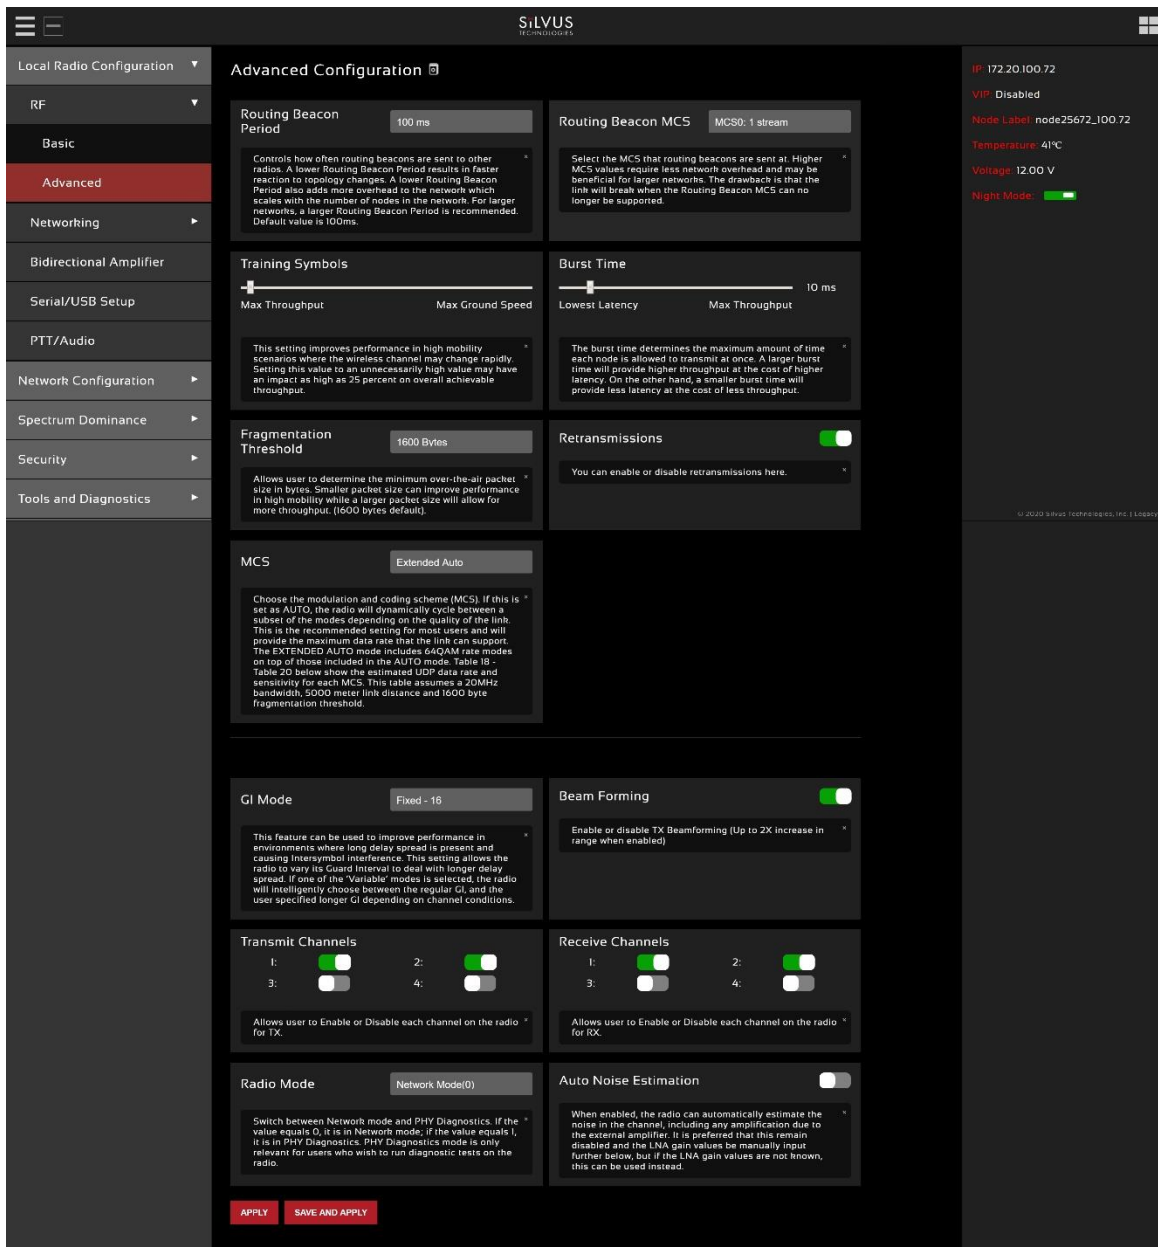 SiLVUS
TECHNOLOGIES
Local Radio Configuration
RF
Basic
Advanced
Networking
Bidirectional Amplifier
Serial/USB Setup
PTT/Audio
Network Configuration
Spectrum Dominance
Security
Tools and Diagnostics
Advanced Configuration
Routing Beacon
Period
100 ms
Controls how often routing beacons are sent to other
radios. A lower Routing Beacon Period results in faster
reaction to topology changes. A lower Routing Beacon
Period also adds more overhead to the network which
scales with the number of nodes in the network. For larger
networks, a larger Routing Beacon Period is recommended.
Default value is 100ms.
Routing Beacon MCS
MCS0: 1 stream
Select the MCS that routing beacons are sent at. Higher
MCS values require less network overhead and may be
beneficial for larger networks. The drawback is that the
link will break when the Routing Beacon MCS can no
longer be supported.
Training Symbols
Max Throughput
Max Ground Speed
This setting improves performance in high mobility
scenarios where the wireless channel may change rapidly.
Setting this value to an unnecessarily high value may have
an impact as high as 25 percent on overall achievable
throughput.
Burst Time
10 ms
Lowest Latency
Max Throughput
The burst time determines the maximum amount of time
each node is allowed to transmit at once. A larger burst
time will provide higher throughput at the cost of higher
latency. On the other hand, a smaller burst time will
provide less latency at the cost of less throughput.
Fragmentation
Threshold
1600 Bytes
Allows user to determine the minimum over-the-air packet
size in bytes. Smaller packet size can improve performance
in high mobility while a larger packet size will allow for
more throughput. (1600 bytes default).
Retransmissions
You can enable or disable retransmissions here.
MCS
Extended Auto
Choose the modulation and coding scheme (MCS). If this is
set as AUTO, the radio will dynamically cycle between a
subset of the modes depending on the quality of the link.
This is the recommended setting for most users and will
provide the maximum data rate that the link can support.
The EXTENDED AUTO mode includes 64QAM rate modes
on top of those included in the AUTO mode. Table 18 -
Table 20 below show the estimated UDP data rate and
sensitivity for each MCS. This table assumes a 20MHz
bandwidth, 5000 meter link distance and 1600 byte
fragmentation threshold.
GI Mode
Fixed - 16
This feature can be used to improve performance in
environments where long delay spread is present and
causing Intersymbol interference. This setting allows the
radio to vary its Guard Interval to deal with longer delay
spread. If one of the 'Variable' modes is selected, the radio
will intelligently choose between the regular GI, and the
user specified longer GI depending on channel conditions.
Beam Forming
Enable or disable TX Beamforming (Up to 2X increase in
range when enabled)
Transmit Channels
1:
2:
3:
4:
Allows user to Enable or Disable each channel on the radio
for TX.
Receive Channels
1:
2:
3:
4:
Allows user to Enable or Disable each channel on the radio
for RX.
Radio Mode
Network Mode(0)
Switch between Network mode and PHY Diagnostics. If the
value equals 0, it is in Network mode; if the value equals 1,
it is in PHY Diagnostics. PHY Diagnostics mode is only
relevant for users who wish to run diagnostic tests on the
radio.
Auto Noise Estimation
When enabled, the radio can automatically estimate the
noise in the channel, including any amplification due to
the external amplifier. It is preferred that this remain
disabled and the LNA gain values be manually input
further below, but if the LNA gain values are not known,
this can be used instead.
APPLY
SAVE AND APPLY
IP: 172.20.100.72
VIP: Disabled
Node Label: node25672_100.72
Temperature: 41°C
Voltage: 12.00 V
Night Mode:
© 2020 Silvus Technologies, Inc. | Legacy